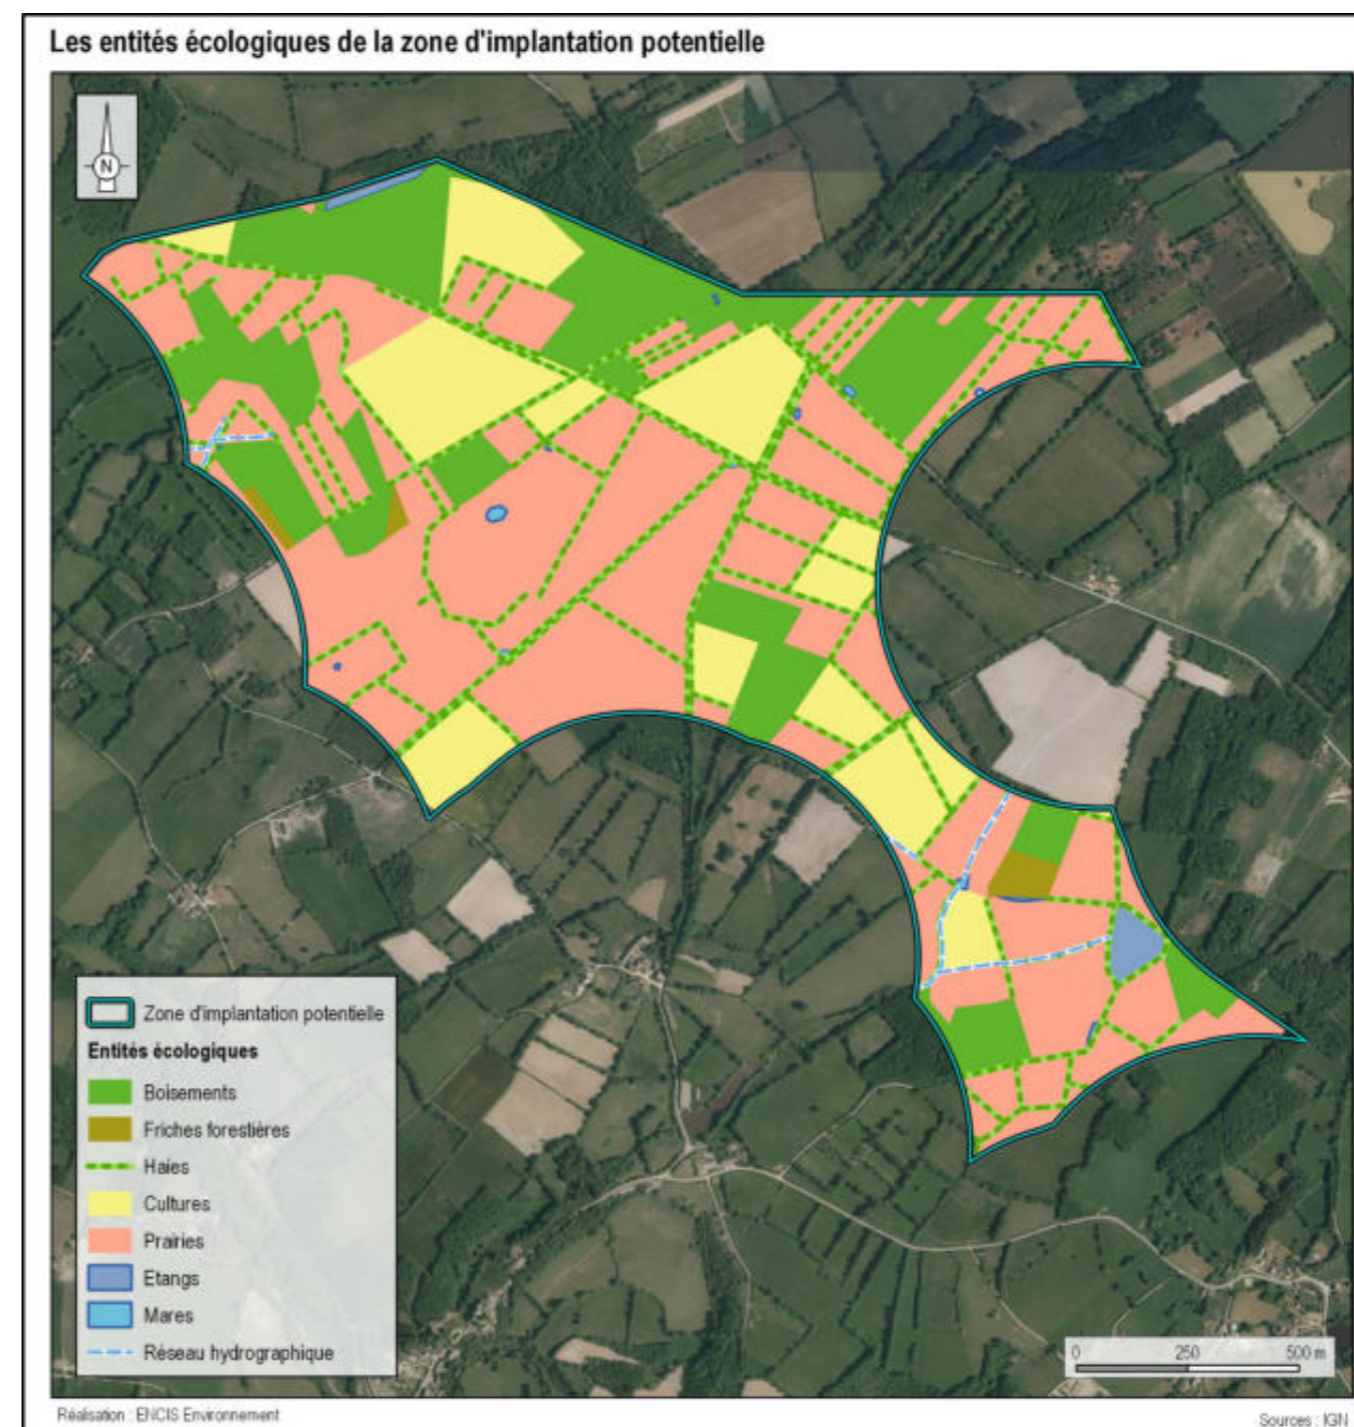 Les entités écologiques de la zone d'implantation potentielle
N
Zone d'implantation potentielle
Entités écologiques
Boisements
Friches forestières
Haies
Cultures
Prairies
Etangs
Mares
Réseau hydrographique
0 250 500 m
Réalisation : ENCIS Environnement
Sources : IGN